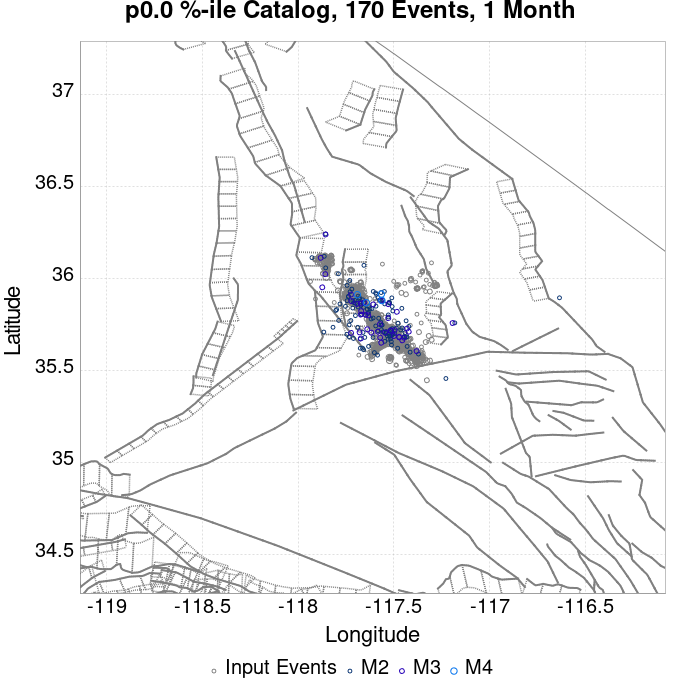 p0.0 %-ile Catalog, 170 Events, 1 Month
37
36.5
36
35.5
35
34.5
Latitude
-119
-118.5
-118
-117.5
-117
-116.5
Longitude
Input Events
M2
M3
M4